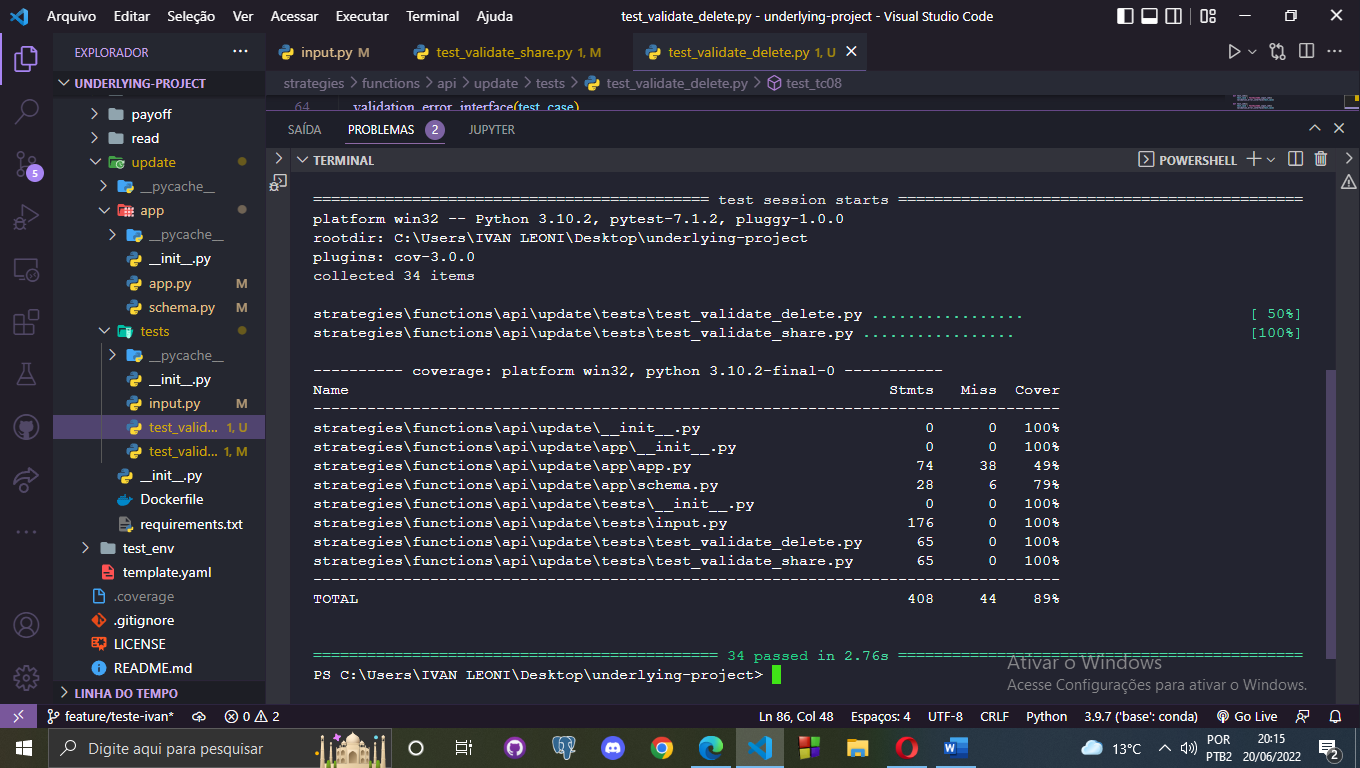 Arquivo Editar Seleção Ver Acessar Executar Terminal Ajuda test_validate_delete.py - underlying-project - Visual Studio Code
EXPLORADOR ···
UNDERLYING-PROJECT
payoff
read
update
__pycache__
app
__pycache__
__init__.py
app.py M
schema.py M
tests
__pycache__
__init__.py
input.py M
test_valid... 1, U
test_valid... 1, M
__init__.py
Dockerfile
requirements.txt
test_env
template.yaml
.coverage
.gitignore
LICENSE
README.md
LINHA DO TEMPO
5
input.py M test_validate_share.py 1, M test_validate_delete.py 1, U
strategies > functions > api > update > tests > test_validate_delete.py > test_tc08
64 validation_error_interface(test_case)
SAÍDA PROBLEMAS 2 JUPYTER
TERMINAL POWERSHELL
============================================ test session starts =============================================
platform win32 -- Python 3.10.2, pytest-7.1.2, pluggy-1.0.0
rootdir: C:\Users\IVAN LEONI\Desktop\underlying-project
plugins: cov-3.0.0
collected 34 items
strategies\functions\api\update\tests\test_validate_delete.py ................. [ 50%]
strategies\functions\api\update\tests\test_validate_share.py ................. [100%]
---------- coverage: platform win32, python 3.10.2-final-0 -----------
Name Stmts Miss Cover
-----------------------------------------------------------------------------------
strategies\functions\api\update\__init__.py 0 0 100%
strategies\functions\api\update\app\__init__.py 0 0 100%
strategies\functions\api\update\app\app.py 74 38 49%
strategies\functions\api\update\app\schema.py 28 6 79%
strategies\functions\api\update\tests\__init__.py 0 0 100%
strategies\functions\api\update\tests\input.py 176 0 100%
strategies\functions\api\update\tests\test_validate_delete.py 65 0 100%
strategies\functions\api\update\tests\test_validate_share.py 65 0 100%
-----------------------------------------------------------------------------------
TOTAL 408 44 89%
============================================= 34 passed in 2.76s =============================================
PS C:\Users\IVAN LEONI\Desktop\underlying-project>
Ativar o Windows
Acesse Configurações para ativar o Windows.
feature/teste-ivan* 0 2 Ln 86, Col 48 Espaços: 4 UTF-8 CRLF Python 3.9.7 ('base': conda) Go Live
Digite aqui para pesquisar
13°C
POR
PTB2
20:15
20/06/2022
2